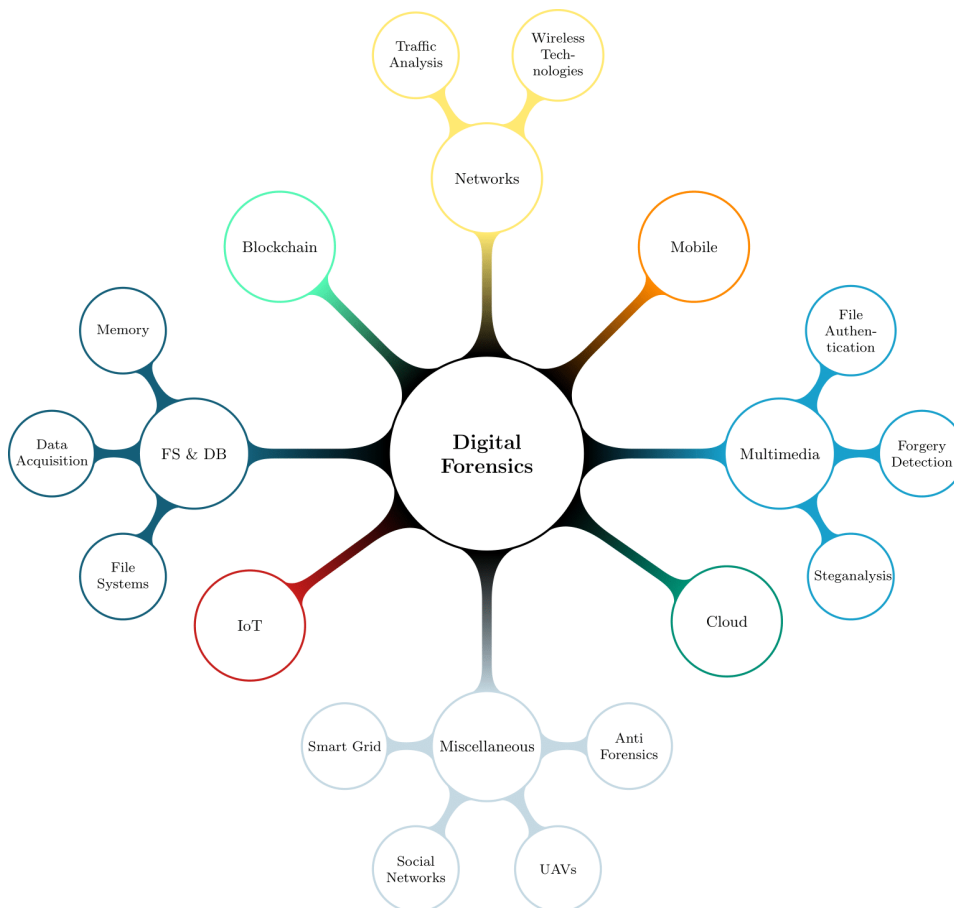 Traffic
Analysis
Wireless
Tech-
nologies
Networks
Blockchain
Mobile
Memory
File
Authen-
tication
Data
Acquisition
FS & DB
Digital
Forensics
Multimedia
Forgery
Detection
File
Systems
Steganalysis
IoT
Cloud
Smart Grid
Miscellaneous
Anti
Forensics
Social
Networks
UAVs